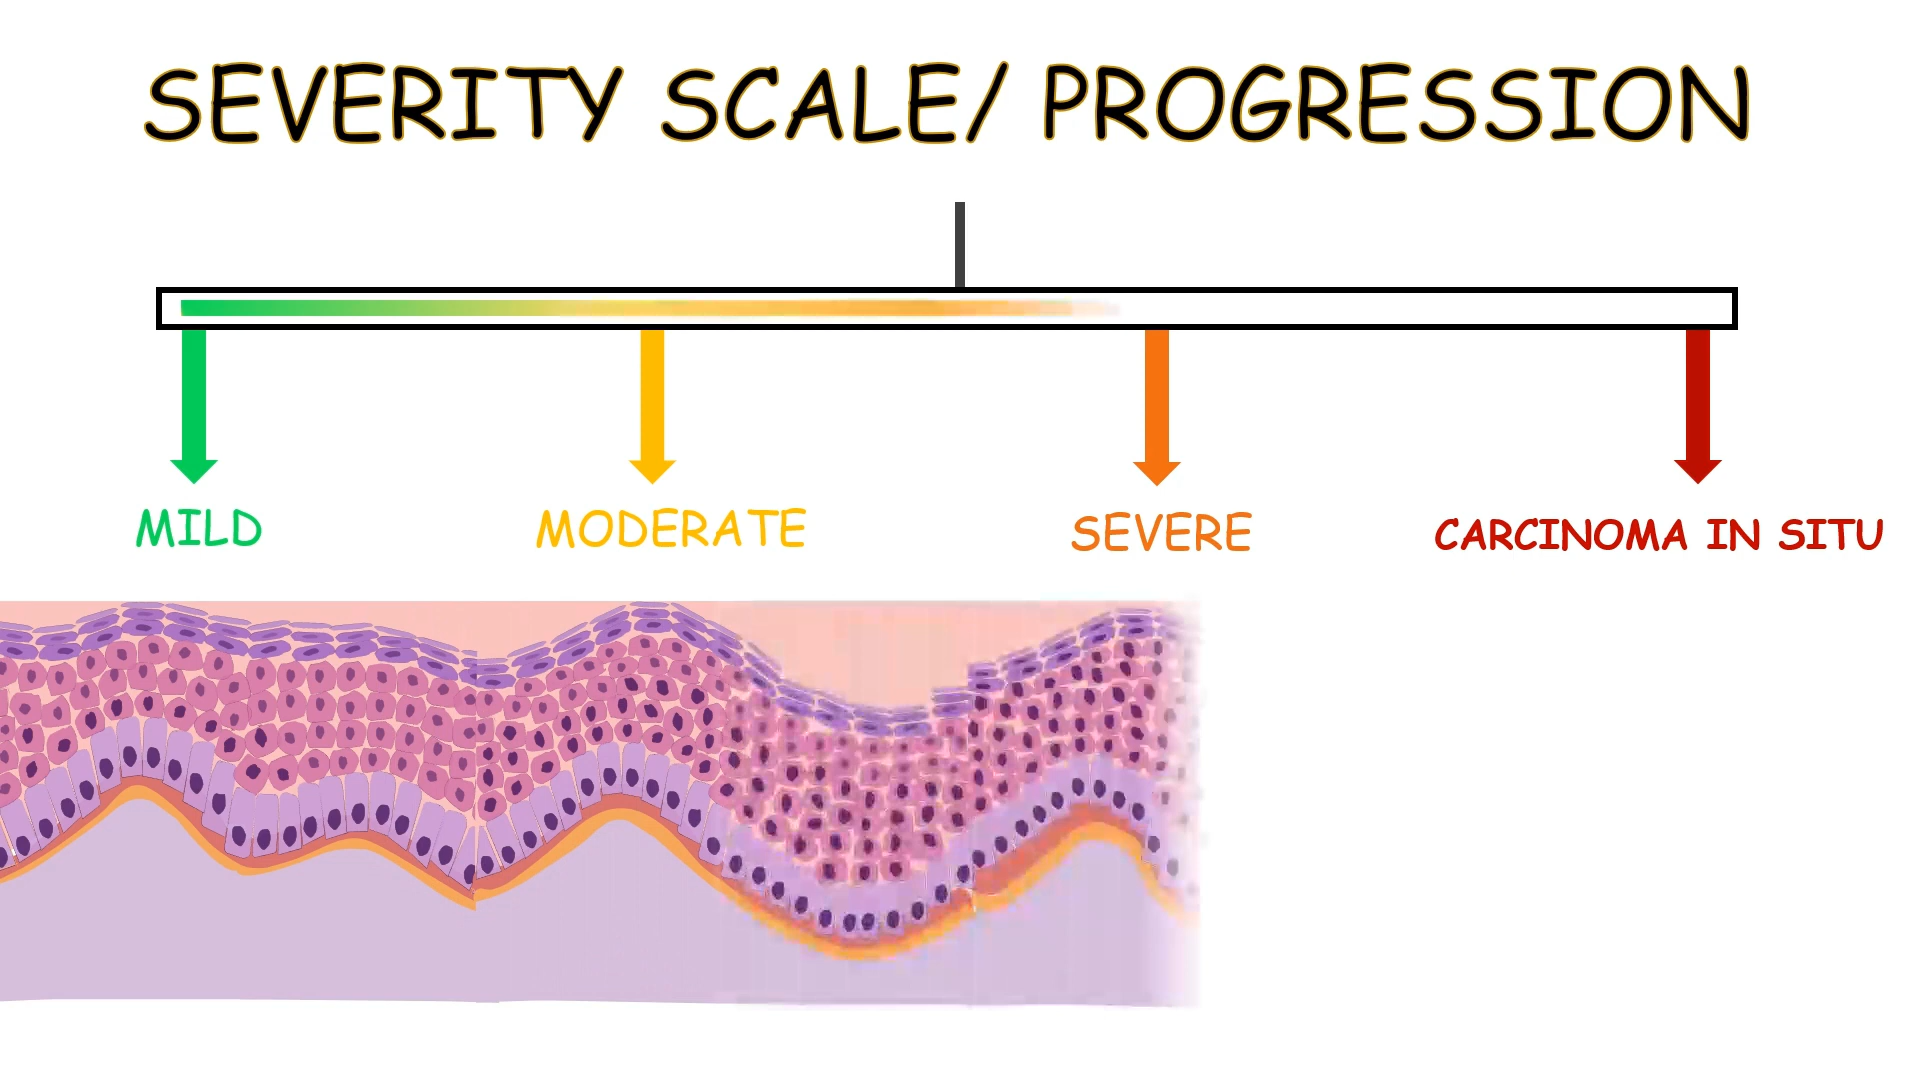 SEVERITY SCALE/ PROGRESSION
MILD
MODERATE
SEVERE
CARCINOMA IN SITU